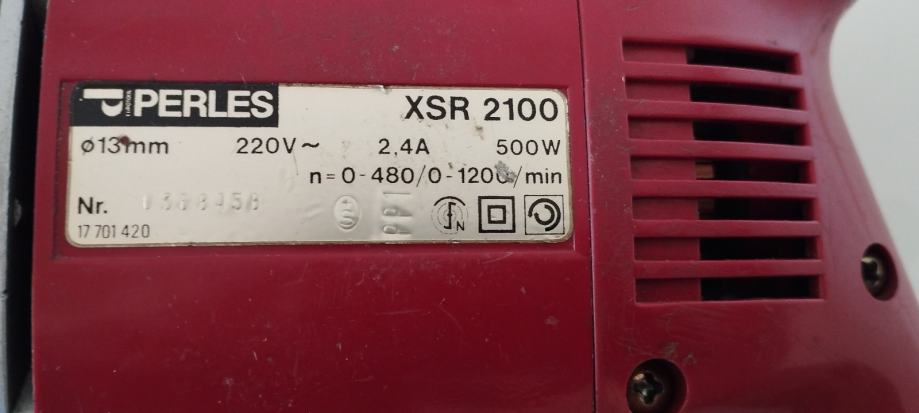 PERLES XSR 2100
ø13mm 220V~ 2,4A 500W
n=0-480/0-1200/min
Nr.
17 701 420